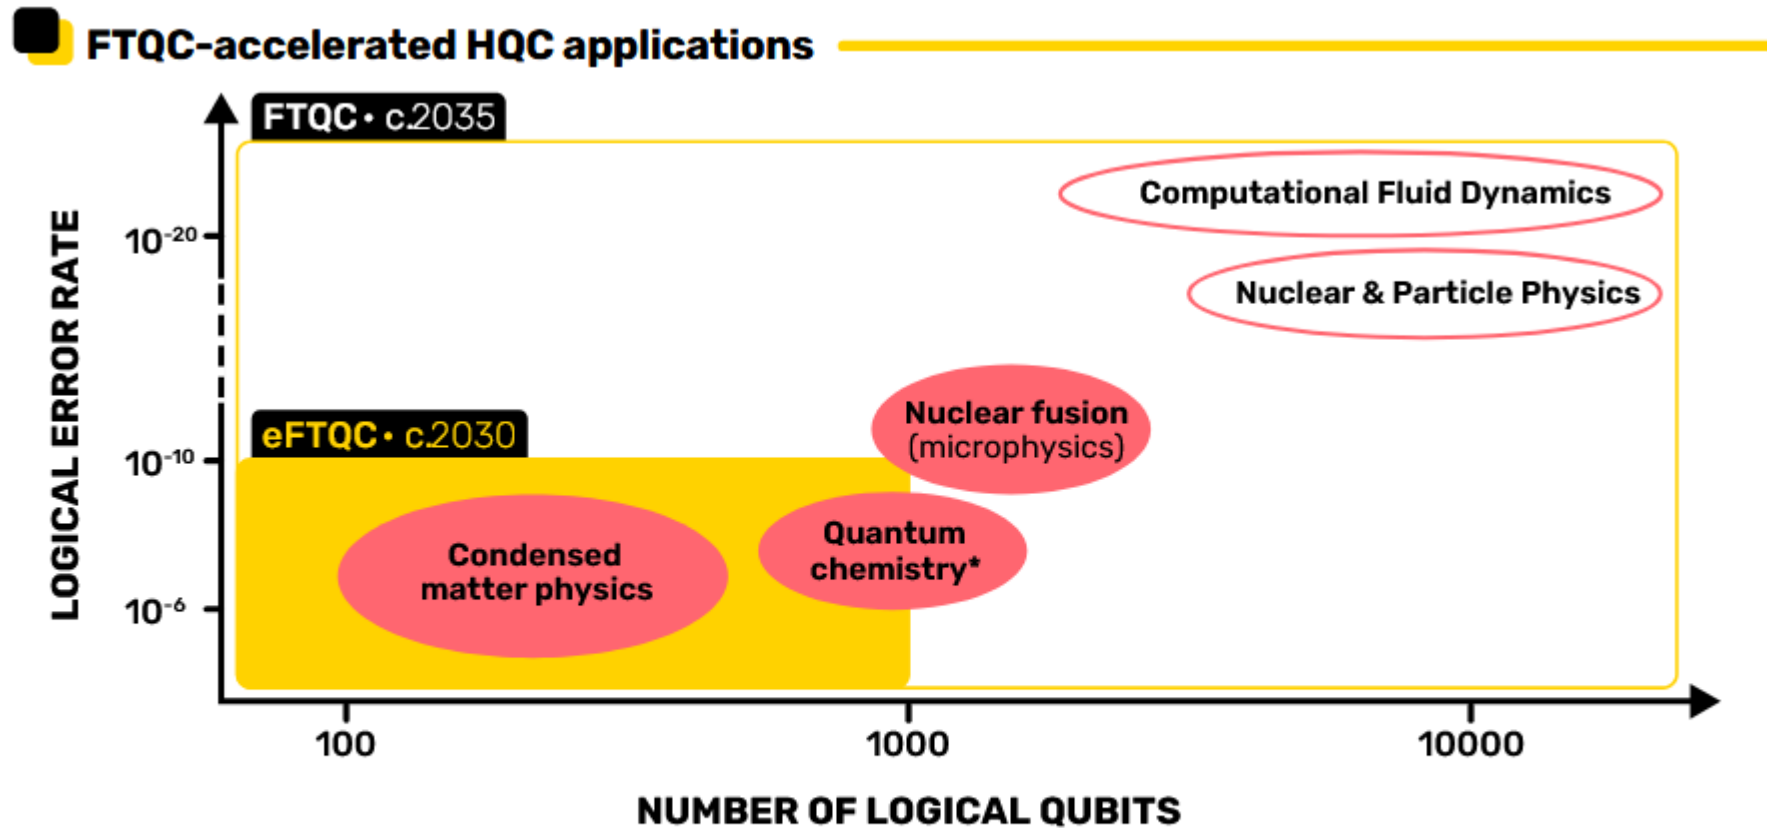 FTQC-accelerated HQC applications
FTQC • c.2035
Computational Fluid Dynamics
10⁻²⁰
Nuclear & Particle Physics
LOGICAL ERROR RATE
Nuclear fusion
(microphysics)
eFTQC • c.2030
10⁻¹⁰
Quantum
chemistry*
Condensed
matter physics
10⁻⁶
100
1000
10000
NUMBER OF LOGICAL QUBITS